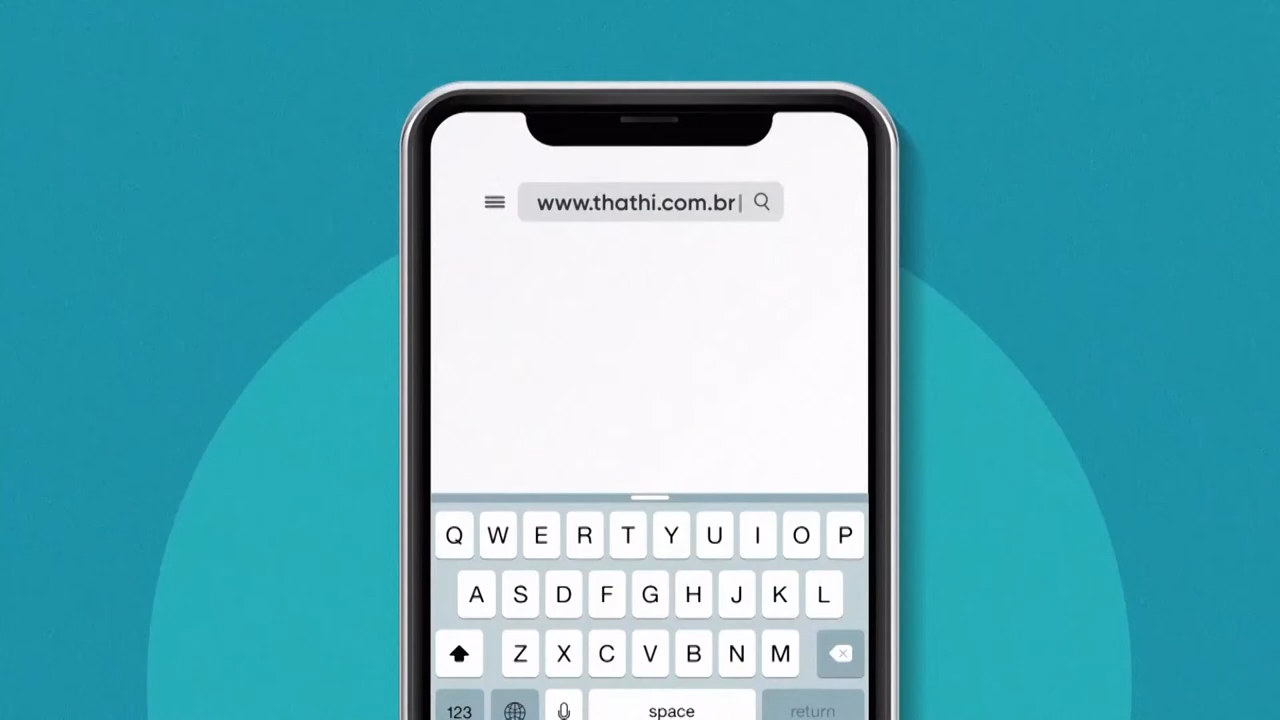 www.thathi.com.br
Q W E R T Y U I O P
A S D F G H J K L
Z X C V B N M
123 space return